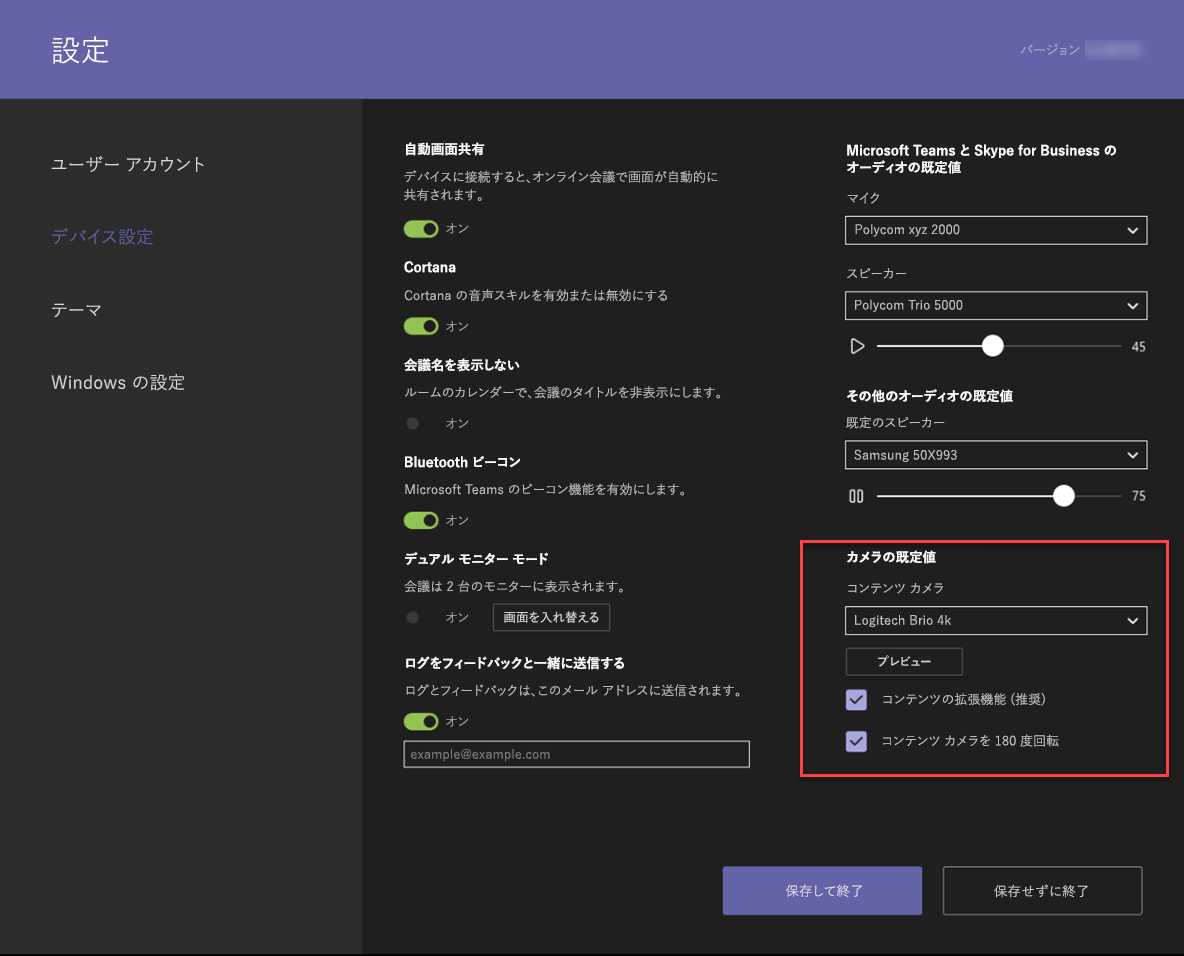 設定
バージョン
ユーザー アカウント
デバイス設定
テーマ
Windows の設定
自動画面共有
デバイスに接続すると、オンライン会議で画面が自動的に
共有されます。
オン
Cortana
Cortana の音声スキルを有効または無効にする
オン
会議名を表示しない
ルームのカレンダーで、会議のタイトルを非表示にします。
オン
Bluetooth ビーコン
Microsoft Teams のビーコン機能を有効にします。
オン
デュアル モニター モード
会議は 2 台のモニターに表示されます。
オン
画面を入れ替える
ログをフィードバックと一緒に送信する
ログとフィードバックは、このメール アドレスに送信されます。
オン
example@example.com
Microsoft Teams と Skype for Business の
オーディオの既定値
マイク
Polycom xyz 2000
スピーカー
Polycom Trio 5000
45
その他のオーディオの既定値
既定のスピーカー
Samsung 50X993
75
カメラの既定値
コンテンツ カメラ
Logitech Brio 4k
プレビュー
コンテンツの拡張機能 (推奨)
コンテンツ カメラを 180 度回転
保存して終了
保存せずに終了